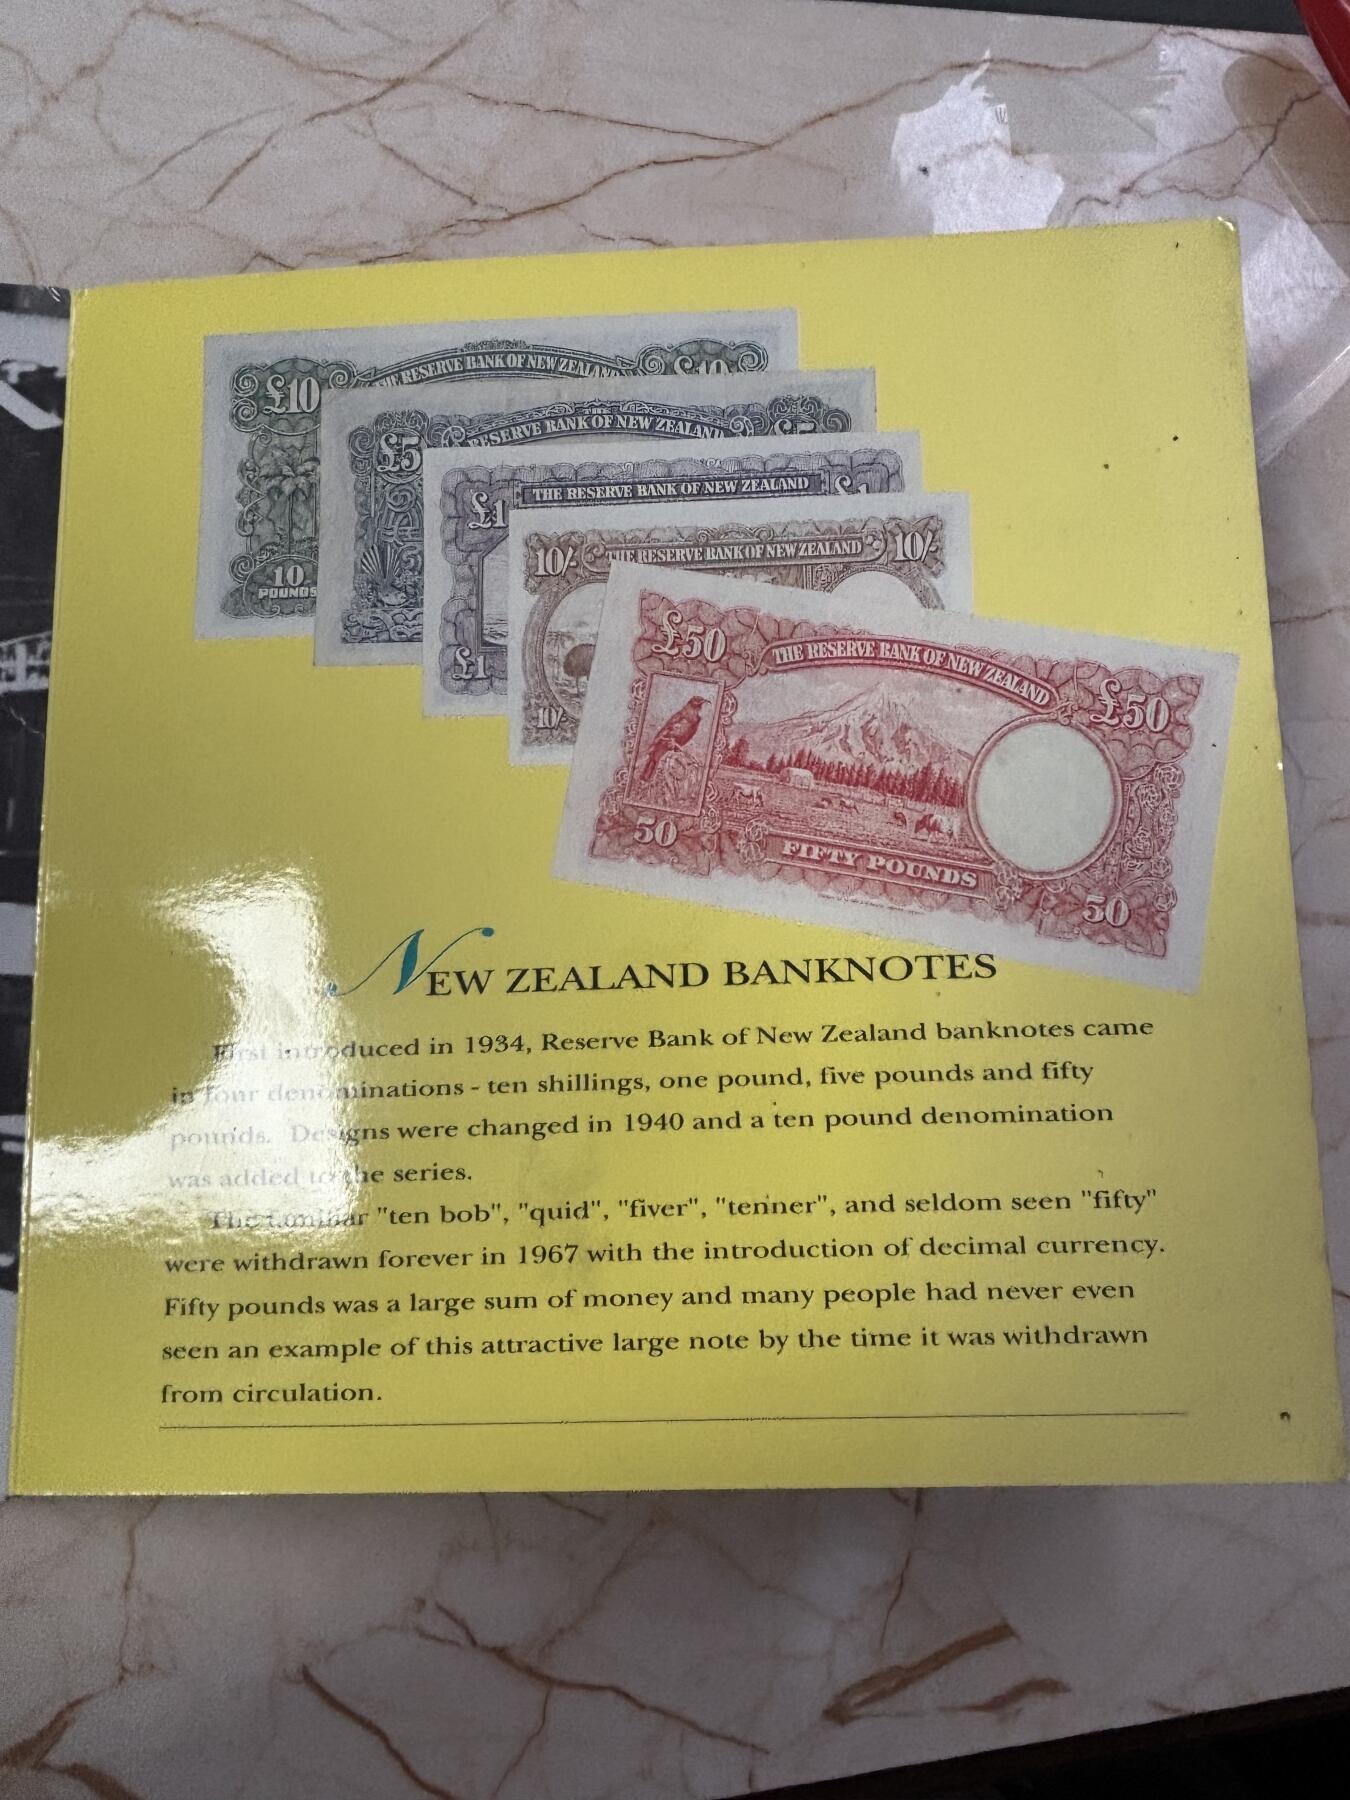 THE RESERVE BANK OF NEW ZEALAND
£10
£10
10
POUNDS
THE
RESERVE BANK OF NEW ZEALAND
£5
£5
THE RESERVE BANK OF NEW ZEALAND
£1
£1
£1
THE RESERVE BANK OF NEW ZEALAND
10/-
10/-
10/-
THE RESERVE BANK OF NEW ZEALAND
£50
£50
50
FIFTY POUNDS
50
NEW ZEALAND BANKNOTES
First introduced in 1934, Reserve Bank of New Zealand banknotes came
in four denominations - ten shillings, one pound, five pounds and fifty
pounds. Designs were changed in 1940 and a ten pound denomination
was added to the series.
The familiar "ten bob", "quid", "fiver", "tenner", and seldom seen "fifty"
were withdrawn forever in 1967 with the introduction of decimal currency.
Fifty pounds was a large sum of money and many people had never even
seen an example of this attractive large note by the time it was withdrawn
from circulation.